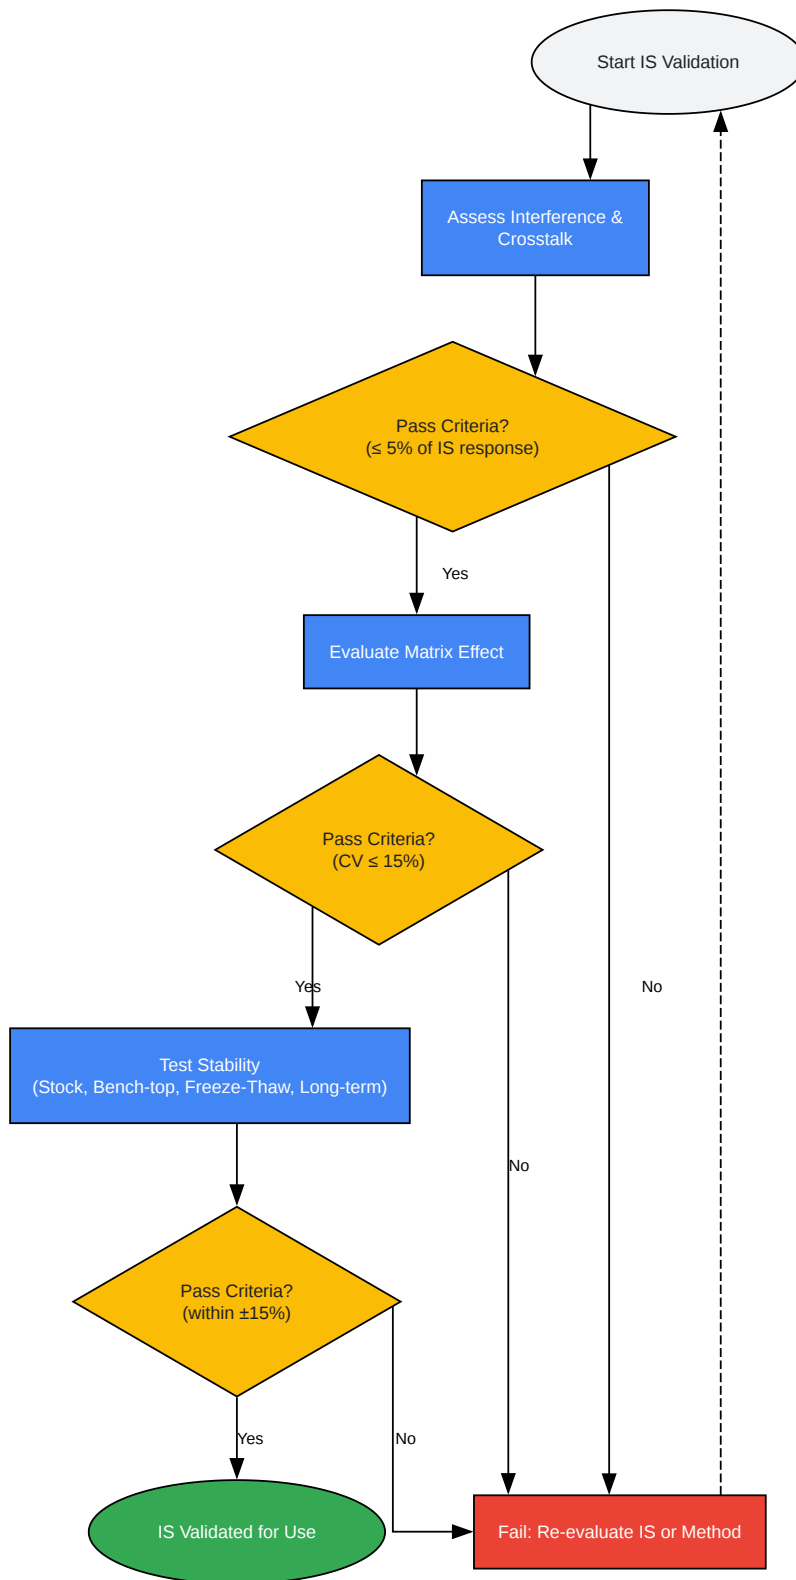 Start IS Validation
Assess Interference &
Crosstalk
Pass Criteria?
(≤ 5% of IS response)
Yes
Evaluate Matrix Effect
Pass Criteria?
(CV ≤ 15%)
Yes
No
Test Stability
(Stock, Bench-top, Freeze-Thaw, Long-term)
No
Pass Criteria?
(within ±15%)
Yes
No
IS Validated for Use
Fail: Re-evaluate IS or Method